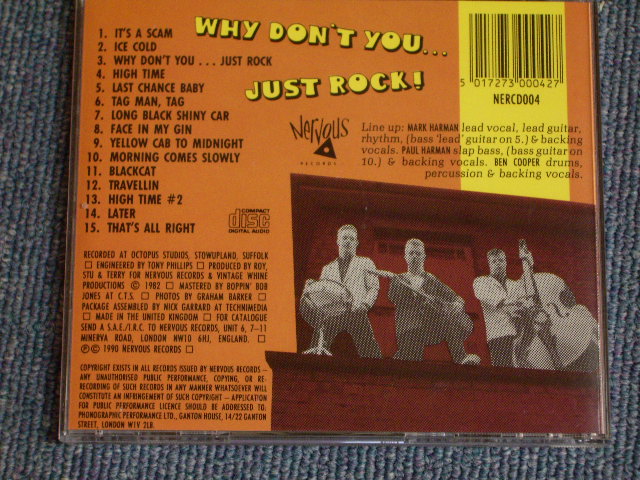 WHY DON'T YOU...
JUST ROCK!
1. IT'S A SCAM
2. ICE COLD
3. WHY DON'T YOU . . . JUST ROCK
4. HIGH TIME
5. LAST CHANCE BABY
6. TAG MAN, TAG
7. LONG BLACK SHINY CAR
8. FACE IN MY GIN
9. YELLOW CAB TO MIDNIGHT
10. MORNING COMES SLOWLY
11. BLACKCAT
12. TRAVELLIN
13. HIGH TIME #2
14. LATER
15. THAT'S ALL RIGHT
5 017273 000427
NERCD004
Nervous
RECORDS
Line up: MARK HARMAN lead vocal, lead guitar,
rhythm, (bass 'lead' guitar on 5.) & backing
vocals. PAUL HARMAN slap bass, (bass guitar on
10.) & backing vocals. BEN COOPER drums,
percussion & backing vocals.
COMPACT
disc
DIGITAL AUDIO
RECORDED AT OCTOPUS STUDIOS, STOWUPLAND, SUFFOLK
□ ENGINEERED BY TONY PHILLIPS □ PRODUCED BY ROY,
STU & TERRY FOR NERVOUS RECORDS & VINTAGE WHINE
PRODUCTIONS © 1982 □ MASTERED BY BOPPIN' BOB
JONES AT C.T.S. □ PHOTOS BY GRAHAM BARKER □
PACKAGE ASSEMBLED BY NICK GARRARD AT TECHNIMEDIA
□ MADE IN THE UNITED KINGDOM □ FOR CATALOGUE
SEND A S.A.E./I.R.C. TO NERVOUS RECORDS, UNIT 6, 7–11
MINERVA ROAD, LONDON NW10 6HJ, ENGLAND. □
℗© 1990 NERVOUS RECORDS □
COPYRIGHT EXISTS IN ALL RECORDS ISSUED BY NERVOUS RECORDS –
ANY UNAUTHORISED PUBLIC PERFORMANCE, COPYING, OR RE-
RECORDING OF SUCH RECORDS IN ANY MANNER WHATSOEVER WILL
CONSTITUTE AN INFRINGEMENT OF SUCH COPYRIGHT – APPLICATION
FOR PUBLIC PERFORMANCE LICENCE SHOULD BE ADDRESSED TO:
PHONOGRAPHIC PERFORMANCE LTD., GANTON HOUSE, 14/22 GANTON
STREET, LONDON W1V 2LB.